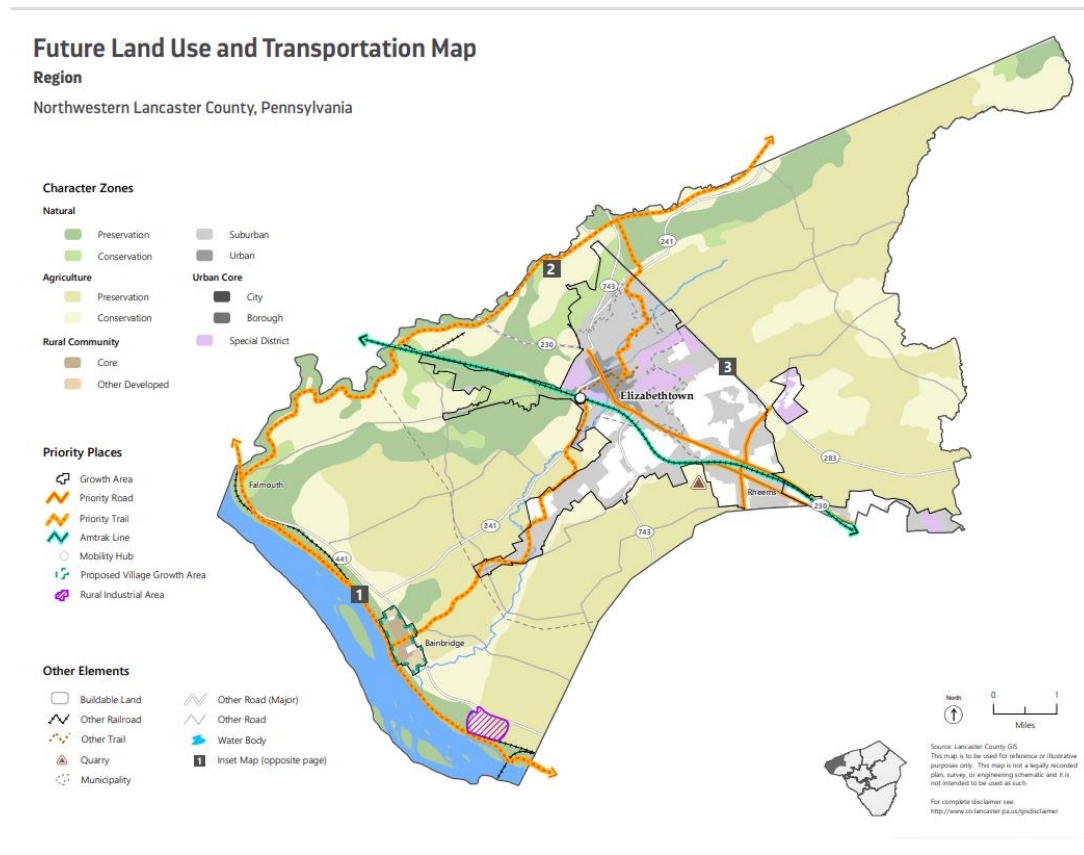 Future Land Use and Transportation Map
Region
Northwestern Lancaster County, Pennsylvania
Character Zones
Natural
Preservation
Conservation
Agriculture
Preservation
Conservation
Rural Community
Core
Other Developed
Suburban
Urban
Urban Core
City
Borough
Special District
Priority Places
Growth Area
Priority Road
Priority Trail
Amtrak Line
Mobility Hub
Proposed Village Growth Area
Rural Industrial Area
Other Elements
Buildable Land
Other Railroad
Other Trail
Quarry
Municipality
Other Road (Major)
Other Road
Water Body
1 Inset Map (opposite page)
241
2
743
230
3
Elizabethtown
283
Falmouth
Rheems
230
241
743
441
1
Bainbridge
North
0 1
Miles
Source: Lancaster County GIS
This map is to be used for reference or illustrative
purposes only. This map is not a legally recorded
plan, survey, or engineering schematic and it is
not intended to be used as such.
For complete disclaimer see:
http://www.co.lancaster.pa.us/gisdisclaimer